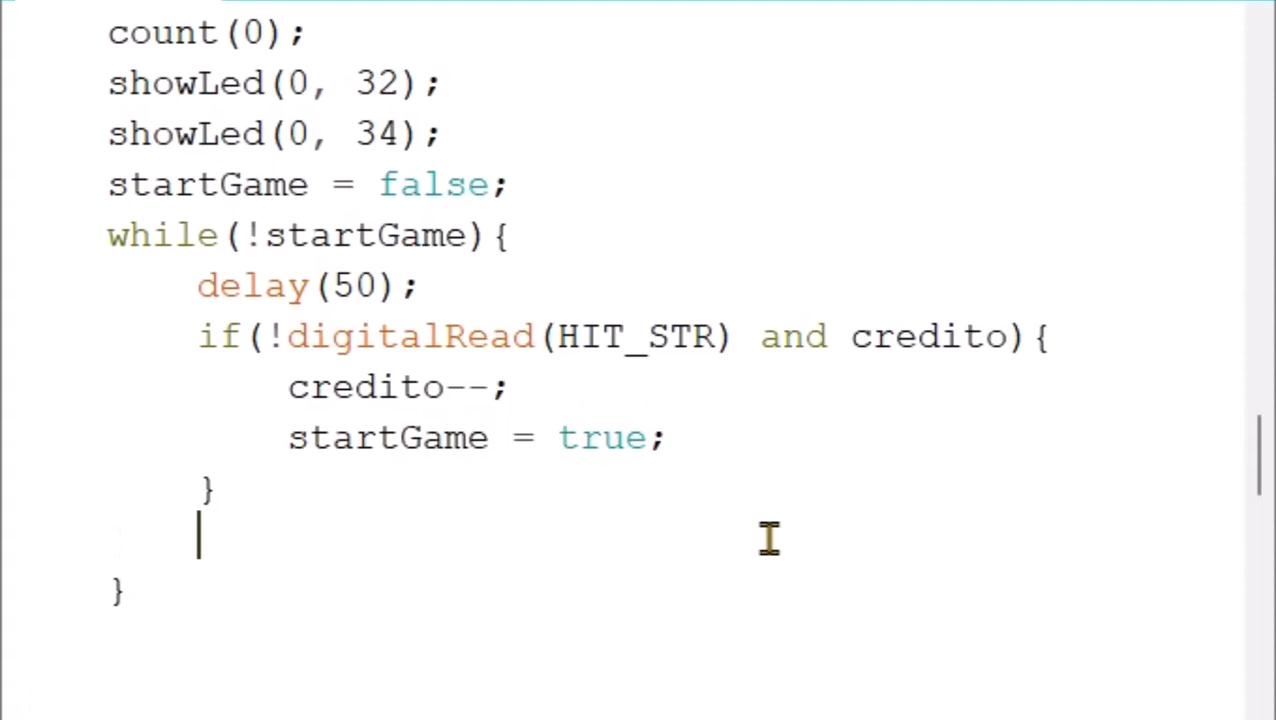 count(0);
showLed(0, 32);
showLed(0, 34);
startGame = false;
while(!startGame){
delay(50);
if(!digitalRead(HIT_STR) and credito){
credito--;
startGame = true;
}
}